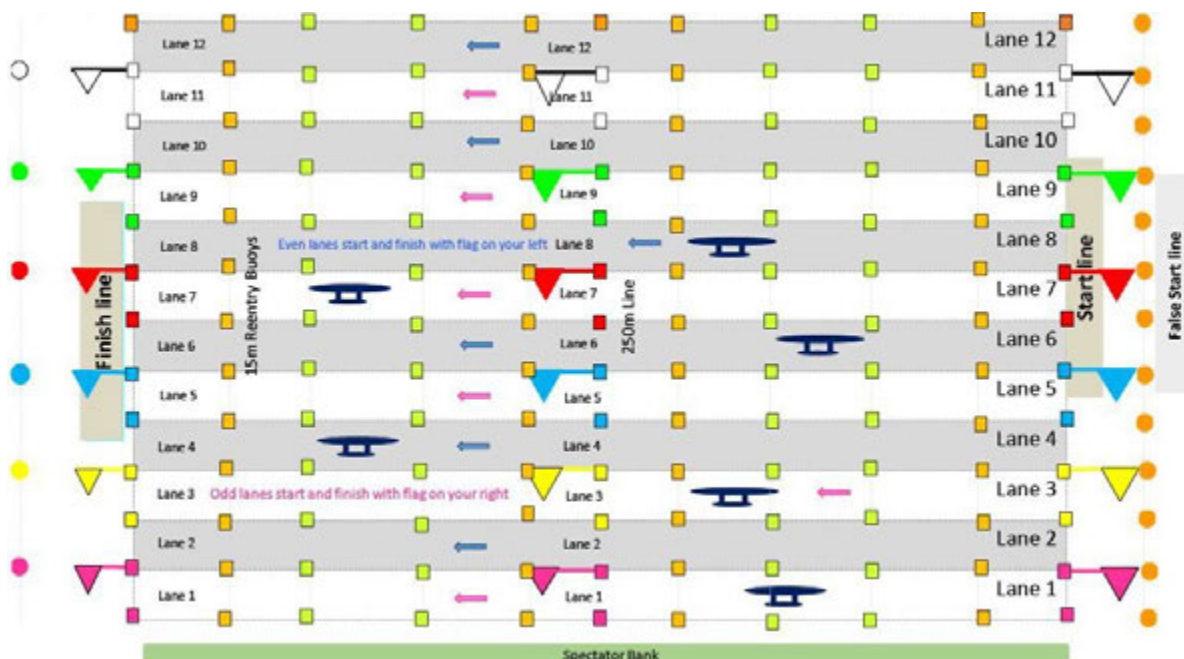 Lane 12 Lane 12 Lane 12
Lane 11 Lane 11 Lane 11
Lane 10 Lane 10 Lane 10
Lane 9 Lane 9 Lane 9
Lane 8 Even lanes start and finish with flag on your left Lane 8 Lane 8
Lane 7 Lane 7 Lane 7
Lane 6 Lane 6 Lane 6
Lane 5 Lane 5 Lane 5
Lane 4 Lane 4 Lane 4
Lane 3 Odd lanes start and finish with flag on your right Lane 3 Lane 3
Lane 2 Lane 2 Lane 2
Lane 1 Lane 1 Lane 1
Finish line
15m Reentry Buoys
250m Line
Start line
False Start line
Spectator Bank